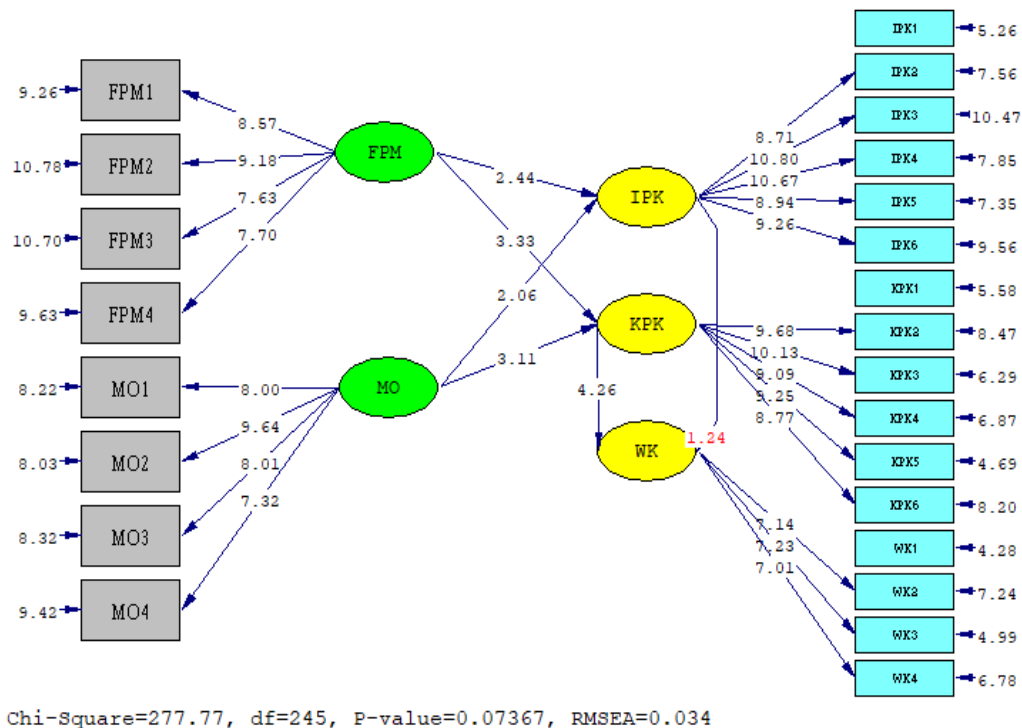 IPK1 5.26
9.26 FPM1 IPK2 7.56
8.57 8.71 IPK3 10.47
FPM 10.80
10.78 FPM2 9.18 10.67 IPK4 7.85
7.63 2.44 IPK 8.94 IPK5 7.35
10.70 FPM3 7.70 3.33 9.26 IPK6 9.56
2.06 KPK1 5.58
9.63 FPM4 KPK 9.68 KPK2 8.47
3.11 10.13 KPK3 6.29
8.22 MO1 8.00 MO 4.26 9.09 KPK4 6.87
9.64 9.25
8.03 MO2 8.01 WK 1.24 8.77 KPK5 4.69
7.32 KPK6 8.20
8.32 MO3 7.14 WK1 4.28
7.23 WK2 7.24
9.42 MO4 7.01 WK3 4.99
WK4 6.78
Chi-Square=277.77, df=245, P-value=0.07367, RMSEA=0.034